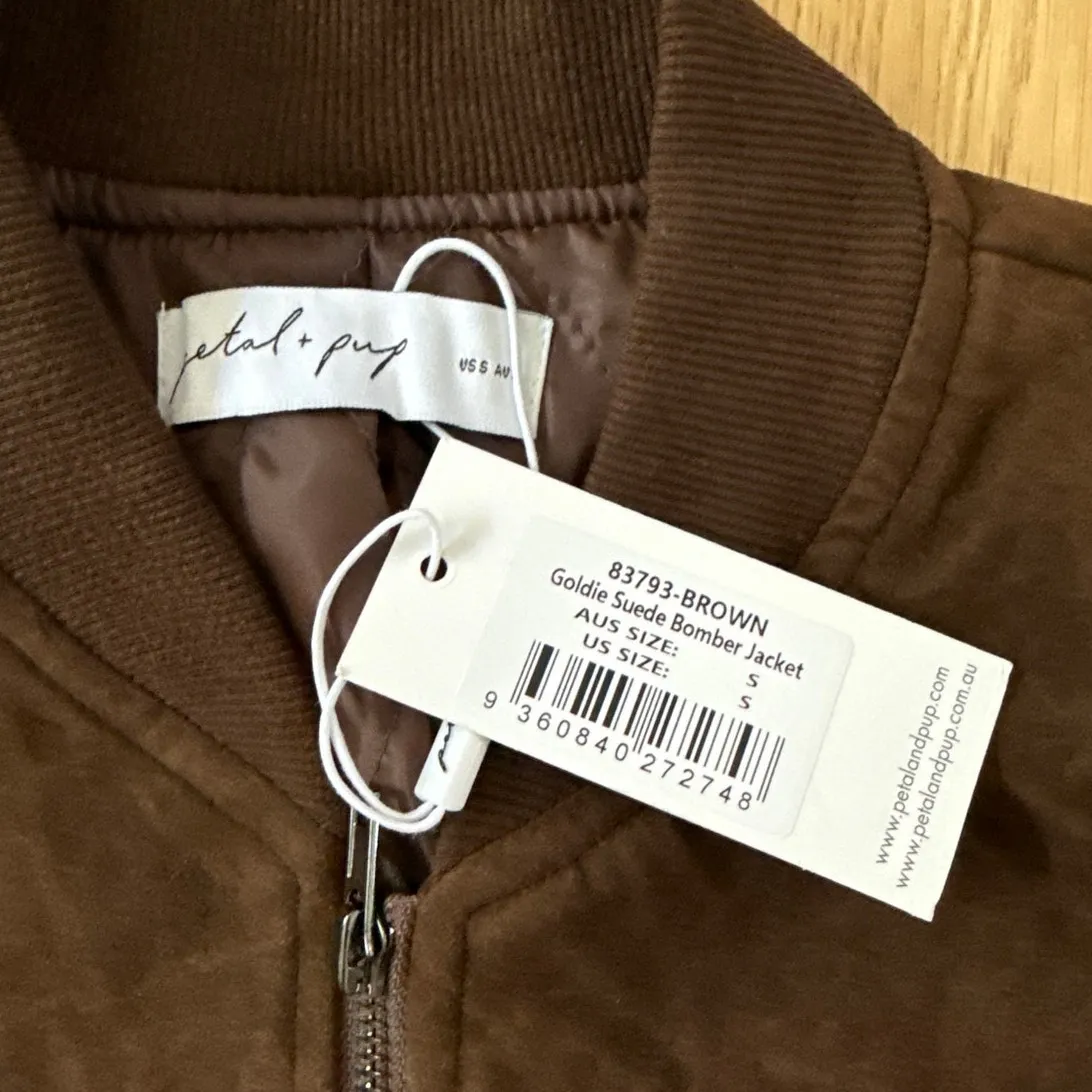 petal + pup
US S AU
83793-BROWN
Goldie Suede Bomber Jacket
AUS SIZE: S
US SIZE: S
9 360840 272748
www.petalandpup.com
www.petalandpup.com.au